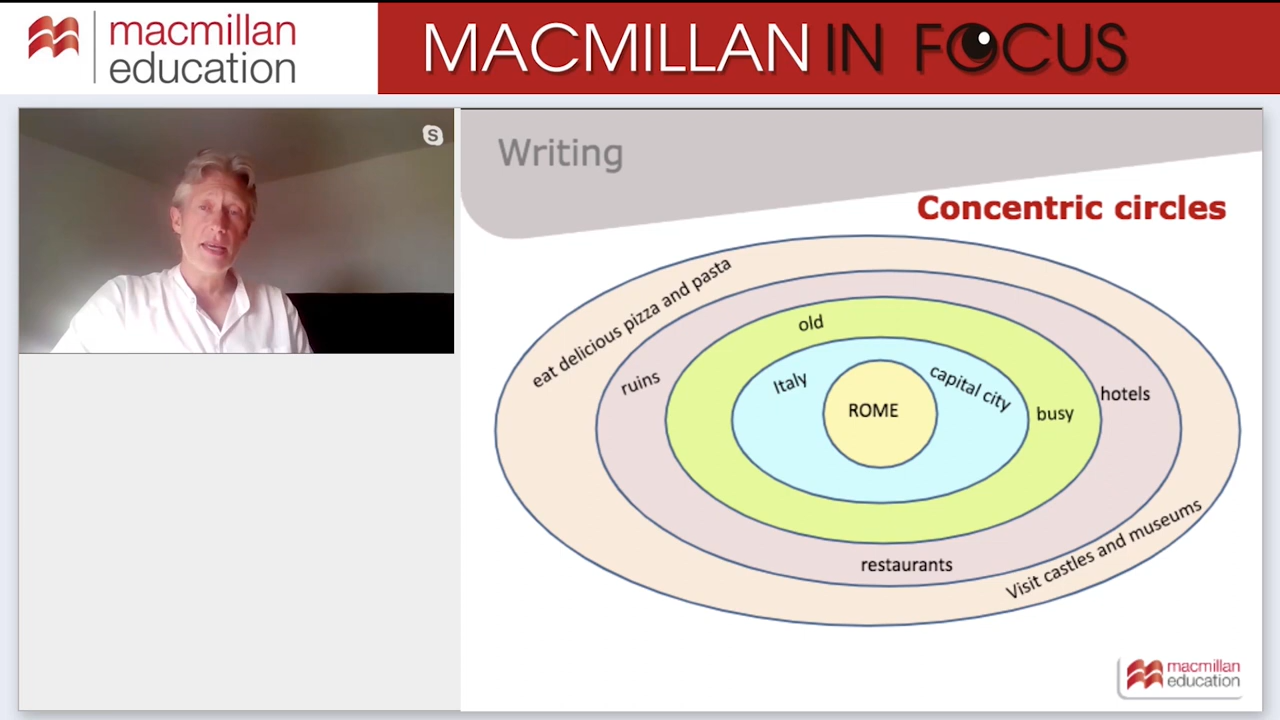 macmillan
education
MACMILLAN IN FOCUS
S
Writing
Concentric circles
eat delicious pizza and pasta
old
ruins
Italy
capital city
hotels
ROME
busy
restaurants
Visit castles and museums
macmillan
education